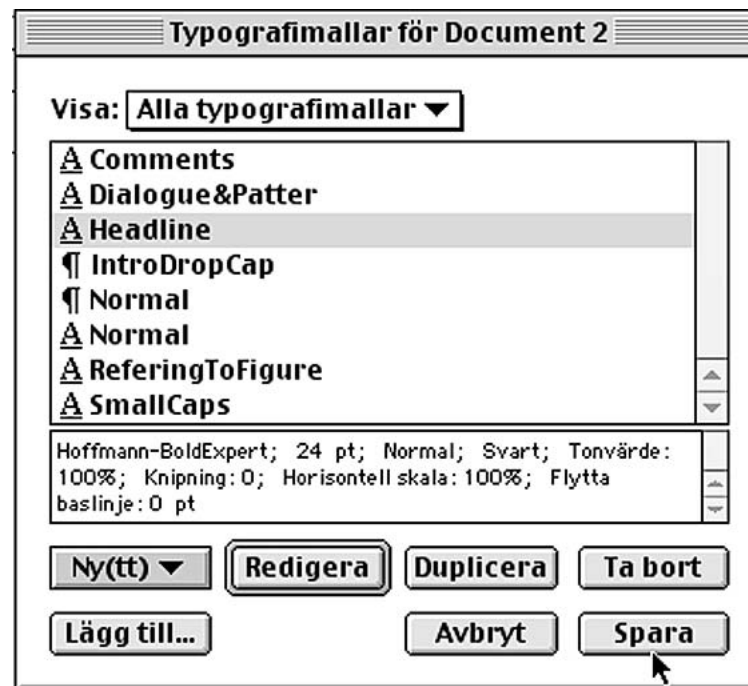 Typografimallar för Document 2
Visa: Alla typografimallar
A Comments
A Dialogue&Patter
A Headline
¶ IntroDropCap
¶ Normal
A Normal
A ReferingToFigure
A SmallCaps
Hoffmann-BoldExpert; 24 pt; Normal; Svart; Tonvärde:
100%; Knipning: 0; Horisontell skala: 100%; Flytta
baslinje: 0 pt
Ny(tt) Redigera Duplicera Ta bort
Lägg till... Avbryt Spara